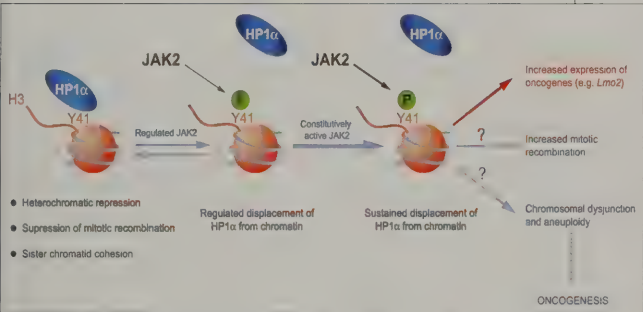 HP1α
HP1α
JAK2
JAK2
HP1α
H3
Y41
P
Y41
P
Y41
Regulated JAK2
Constitutively
active JAK2
Increased expression of
oncogenes (e.g. Lmo2)
?
Increased mitotic
recombination
?
Chromosomal dysjunction
and aneuploidy
ONCOGENESIS
● Heterochromatic repression
● Supression of mitotic recombination
● Sister chromatid cohesion
Regulated displacement of
HP1α from chromatin
Sustained displacement of
HP1α from chromatin